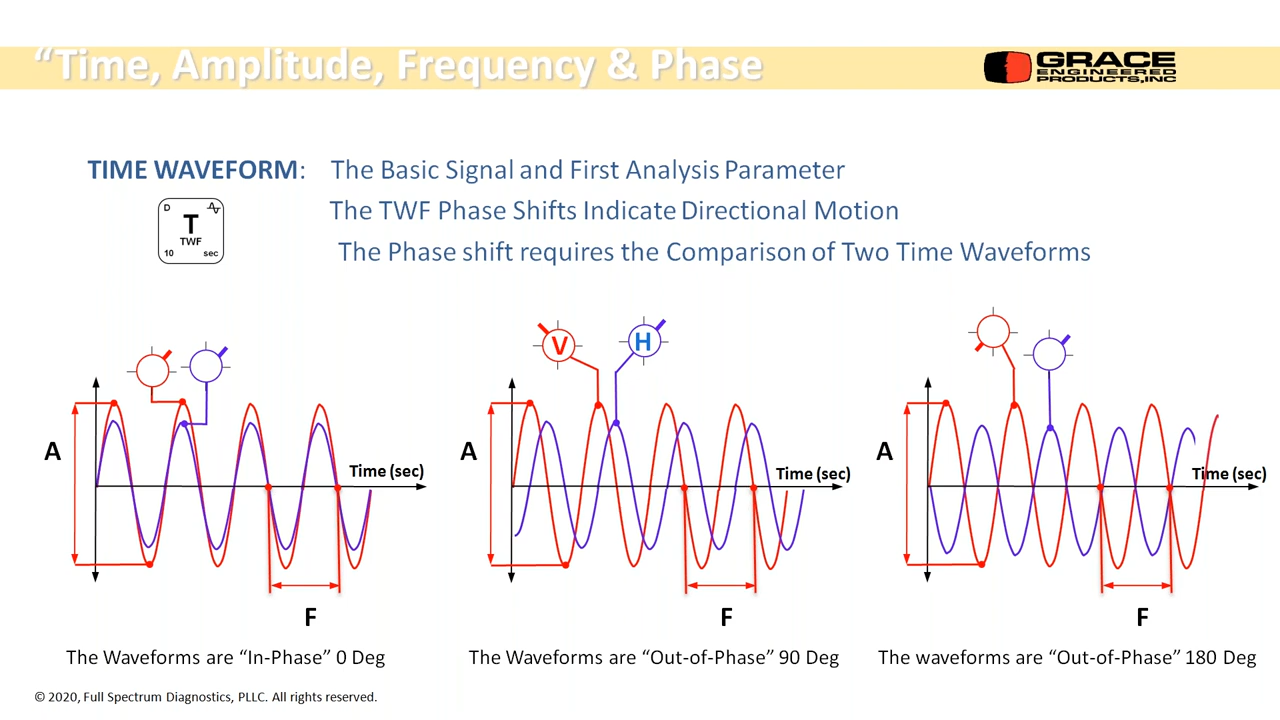 “Time, Amplitude, Frequency & Phase
GRACE
ENGINEERED
PRODUCTS, INC
TIME WAVEFORM: The Basic Signal and First Analysis Parameter
The TWF Phase Shifts Indicate Directional Motion
The Phase shift requires the Comparison of Two Time Waveforms
D
T
TWF
10 sec
A
Time (sec)
F
The Waveforms are “In-Phase” 0 Deg
V
H
A
Time (sec)
F
The Waveforms are “Out-of-Phase” 90 Deg
A
Time (sec)
F
The waveforms are “Out-of-Phase” 180 Deg
© 2020, Full Spectrum Diagnostics, PLLC. All rights reserved.